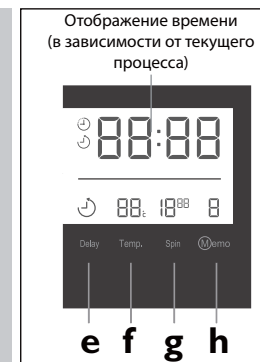 Отображение времени
(в зависимости от текущего
процесса)
88:88
88: 1888 8
Delay Temp. Spin Memo
e f g h